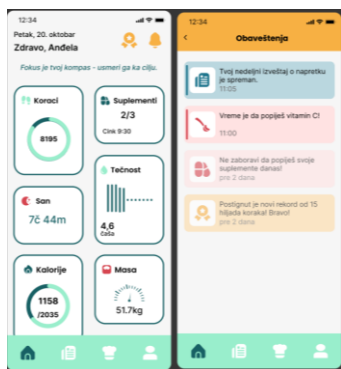 12:34
Petak, 20. oktobar
Zdravo, Anđela
Fokus je tvoj kompas - usmeri ga ka cilju.
Koraci
8195
Suplementi
2/3
Cink 9:30
Tečnost
4,6
čaša
San
7č 44m
Kalorije
1158
/2035
Masa
51.7kg
12:34
Obaveštenja
Tvoj nedeljni izveštaj o napretku
je spreman.
11:05
Vreme je da popiješ vitamin C!
11:00
Ne zaboravi da popiješ svoje
suplemente danas!
pre 2 dana
Postignut je novi rekord od 15
hiljada koraka! Bravo!
pre 2 dana